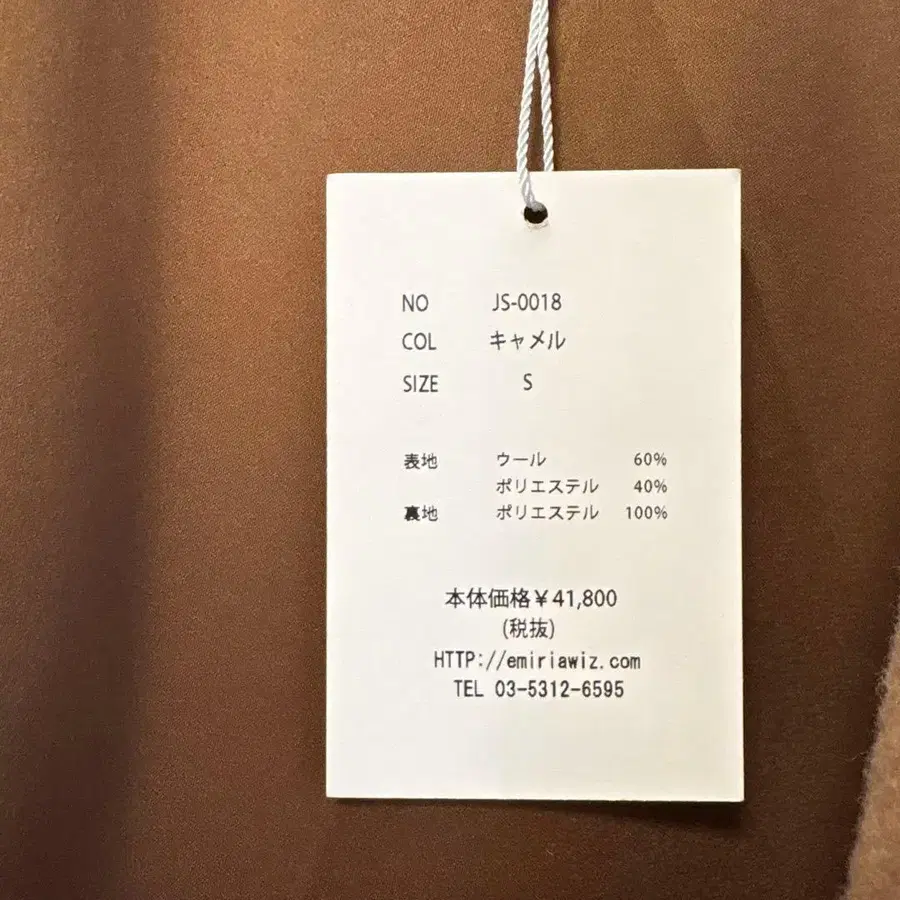 NO JS-0018
COL キャメル
SIZE S
表地 ウール 60%
ポリエステル 40%
裏地 ポリエステル 100%
本体価格¥41,800
(税抜)
HTTP://emiriawiz.com
TEL 03-5312-6595